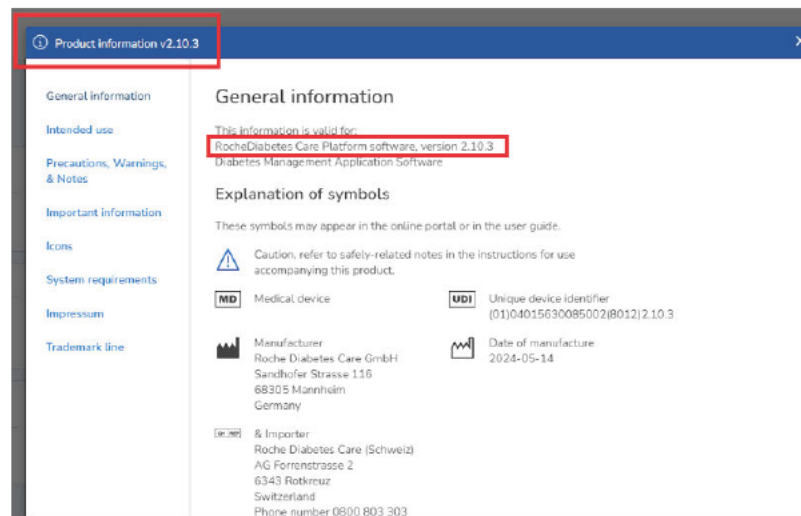 Product information v2.10.3
General information
Intended use
Precautions, Warnings,
& Notes
Important information
Icons
System requirements
Impressum
Trademark line
General information
This information is valid for:
RocheDiabetes Care Platform software, version 2.10.3
Diabetes Management Application Software
Explanation of symbols
These symbols may appear in the online portal or in the user guide.
Caution, refer to safely-related notes in the instructions for use
accompanying this product.
MD Medical device
UDI Unique device identifier
(01)04015630085002(8012)2.10.3
Manufacturer
Roche Diabetes Care GmbH
Sandhofer Strasse 116
68305 Mannheim
Germany
Date of manufacture
2024-05-14
CH REP & Importer
Roche Diabetes Care (Schweiz)
AG Forrenstrasse 2
6343 Rotkreuz
Switzerland
Phone number 0800 803 303